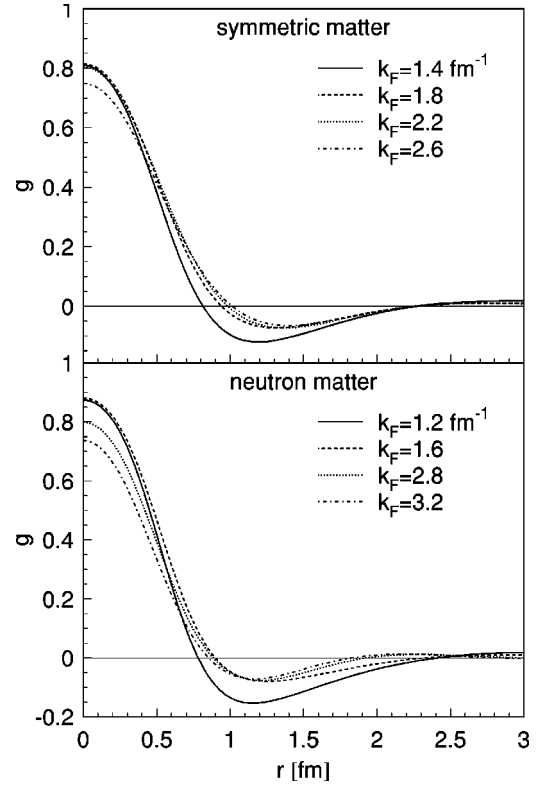 1
symmetric matter
0.8
k_F=1.4 fm^-1
k_F=1.8
0.6
k_F=2.2
k_F=2.6
g
0.4
0.2
0
1
neutron matter
0.8
k_F=1.2 fm^-1
k_F=1.6
0.6
k_F=2.8
k_F=3.2
g
0.4
0.2
0
-0.2
0 0.5 1 1.5 2 2.5 3
r [fm]